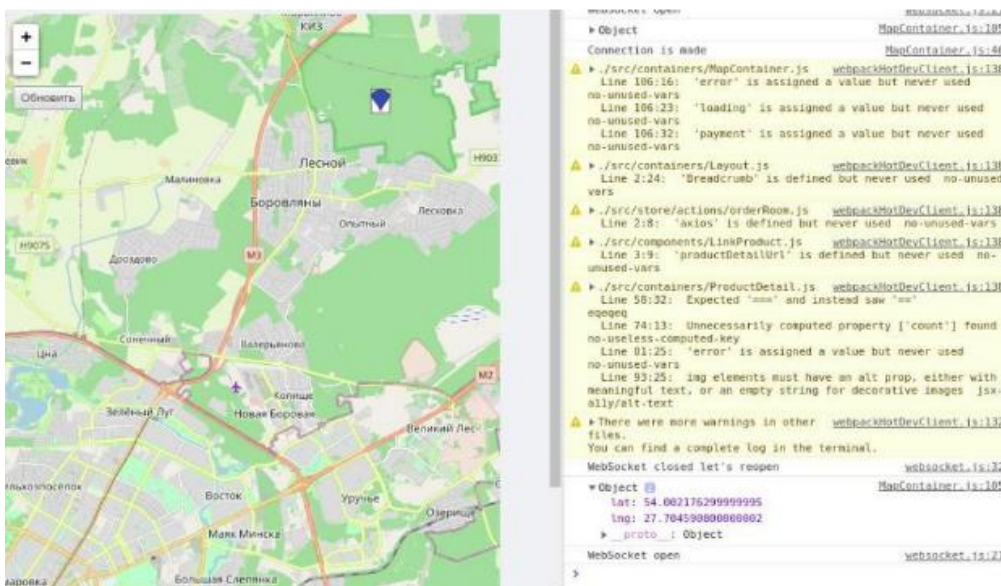 КИЗ
+
−
Обновить
Лесной
Малиновка
H903
Боровляны
Лесковка
Опытный
H9075
Дроздово
M3
Сонечный
Валерьяново
Цна
M2
Копище
Зелёный Луг
Новая Боровая
Великий Лес
Восток
Уручье
Озерище
Маяк Минска
Большая Слепянка
WebSocket open websocket.js:21
▶Object MapContainer.js:105
Connection is made MapContainer.js:46
▶./src/containers/MapContainer.js webpackHotDevClient.js:138
Line 106:16: 'error' is assigned a value but never used
no-unused-vars
Line 106:23: 'loading' is assigned a value but never used
no-unused-vars
Line 106:32: 'payment' is assigned a value but never used
no-unused-vars
▶./src/containers/Layout.js webpackHotDevClient.js:138
Line 2:24: 'Breadcrumb' is defined but never used no-unused-
vars
▶./src/store/actions/orderRoom.js webpackHotDevClient.js:138
Line 2:8: 'axios' is defined but never used no-unused-vars
▶./src/components/LinkProduct.js webpackHotDevClient.js:138
Line 3:9: 'productDetailUrl' is defined but never used no-
unused-vars
▶./src/components/ProductDetail.js webpackHotDevClient.js:138
Line 58:32: Expected '===' and instead saw '=='
eqeqeq
Line 74:13: Unnecessarily computed property ['count'] found
no-useless-computed-key
Line 81:25: 'error' is assigned a value but never used
no-unused-vars
Line 93:25: img elements must have an alt prop, either with
meaningful text, or an empty string for decorative images jsx-
a11y/alt-text
▶There were more warnings in other webpackHotDevClient.js:132
files.
You can find a complete log in the terminal.
WebSocket closed let's reopen websocket.js:32
▼Object MapContainer.js:105
lat: 54.002176299999995
lng: 27.704590800000002
▶__proto__: Object
WebSocket open websocket.js:21
>